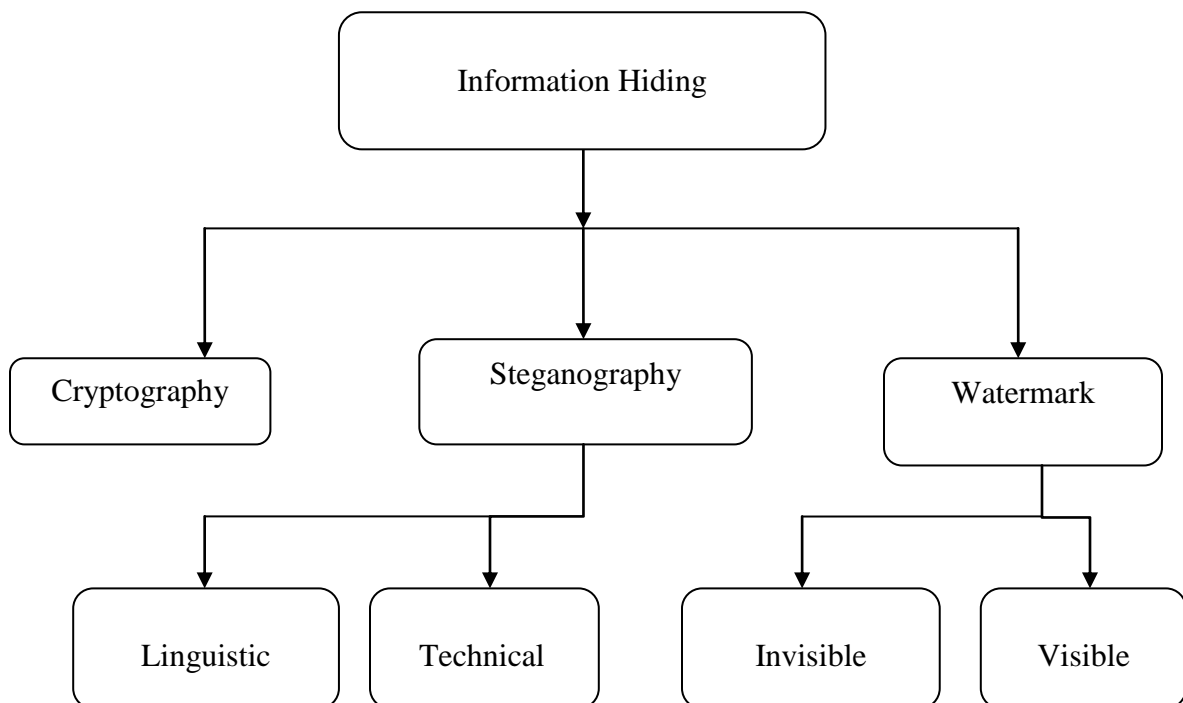 Information Hiding
Cryptography
Steganography
Watermark
Linguistic
Technical
Invisible
Visible